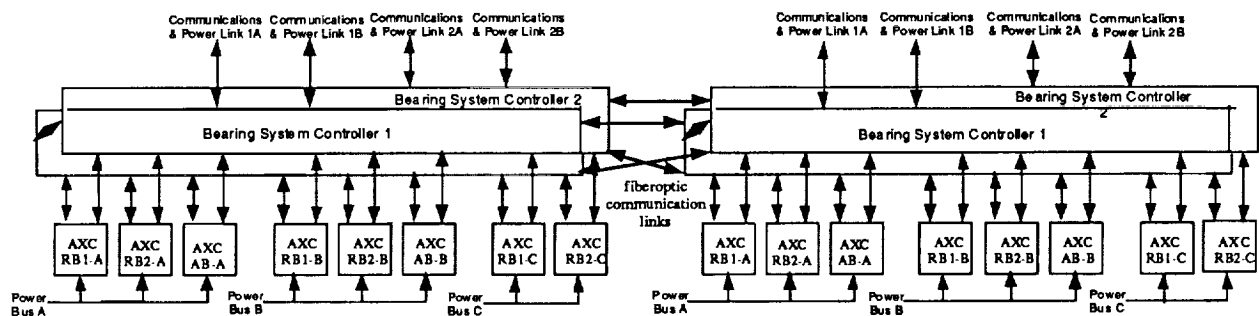 Communications & Power Link 1A
Communications & Power Link 1B
Communications & Power Link 2A
Communications & Power Link 2B
Communications & Power Link 1A
Communications & Power Link 1B
Communications & Power Link 2A
Communications & Power Link 2B
Bearing System Controller 2
Bearing System Controller 1
Bearing System Controller 2
Bearing System Controller 1
fiberoptic communication links
AXC RB1-A
AXC RB2-A
AXC AB-A
AXC RB1-B
AXC RB2-B
AXC AB-B
AXC RB1-C
AXC RB2-C
AXC RB1-A
AXC RB2-A
AXC AB-A
AXC RB1-B
AXC RB2-B
AXC AB-B
AXC RB1-C
AXC RB2-C
Power Bus A
Power Bus B
Power Bus C
Power Bus A
Power Bus B
Power Bus C